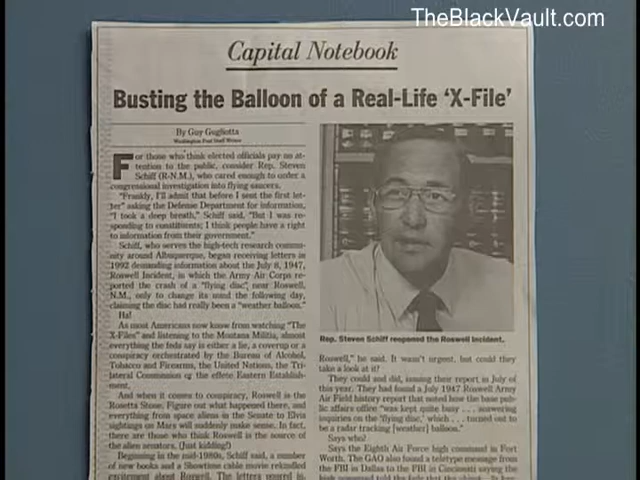 TheBlackVault.com
Capital Notebook
Busting the Balloon of a Real-Life 'X-File'
By Guy Gugliotta
Washington Post Staff Writer
For those who think elected officials pay no at-
tention to the public, consider Rep. Steven
Schiff (R-N.M.), who cared enough to order a
congressional investigation into flying saucers.
"Frankly, I'll admit that before I sent the first let-
ter" asking the Defense Department for information,
"I took a deep breath," Schiff said. "But I was re-
sponding to constituents; I think people have a right
to information from their government."
Schiff, who serves the high-tech research commu-
nity around Albuquerque, began receiving letters in
1992 demanding information about the July 8, 1947,
Roswell Incident, in which the Army Air Corps re-
ported the crash of a "flying disc" near Roswell,
N.M., only to change its mind the following day,
claiming the disc had really been a "weather balloon."
Ha!
As most Americans now know from watching "The
X-Files" and listening to the Montana Militia, almost
everything the feds say is either a lie, a coverup or a
conspiracy orchestrated by the Bureau of Alcohol,
Tobacco and Firearms, the United Nations, the Tri-
lateral Commission or the effete Eastern Establish-
ment.
And when it comes to conspiracy, Roswell is the
Rosetta Stone. Figure out what happened there, and
everything from space aliens in the Senate to Elvis
sightings on Mars will suddenly make sense. In fact,
there are those who think Roswell is the source of
the alien senators. (Just kidding!)
Beginning in the mid-1980s, Schiff said, a number
of new books and a Showtime cable movie rekindled
excitement about Roswell. The letters poured in.
Rep. Steven Schiff reopened the Roswell Incident.
Roswell," he said. It wasn't urgent, but could they
take a look at it?
They could and did, issuing their report in July of
this year. They had found a July 1947 Roswell Army
Air Field history report that noted how the base pub-
lic affairs office "was kept quite busy . . . answering
inquiries on the 'flying disc,' which . . . turned out to
be a radar tracking [weather] balloon."
Says who?
Says the Eighth Air Force high command in Fort
Worth. The GAO also found a teletype message from
the FBI in Dallas to the FBI in Cincinnati saying the